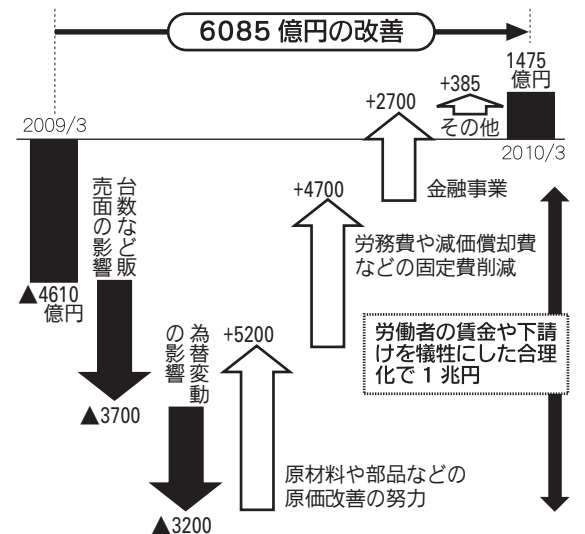 6085億円の改善
1475
億円
+385
その他
+2700
2009/3
2010/3
+4700
金融事業
台数など販
売面の影響
労務費や減価償却費
などの固定費削減
▲4610
億円
為替変動
の影響
+5200
労働者の賃金や下請
けを犠牲にした合理
化で1兆円
▲3700
原材料や部品などの
原価改善の努力
▲3200